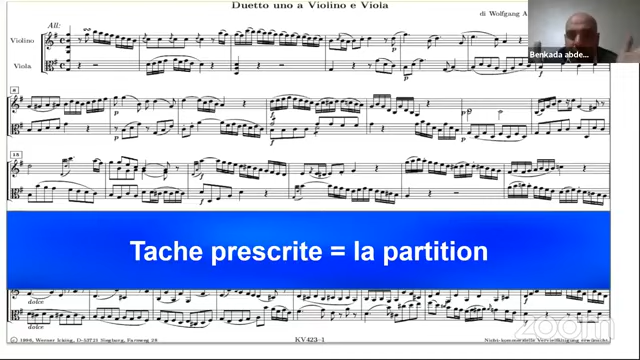 Duetto uno a Violino e Viola
di Wolfgang A
All:
Benkada abde...
Violino
Viola
p
p
6
p
f
f
p
f
f
Tache prescrite = la partition
dolce
dolce
zoom
KV423-1